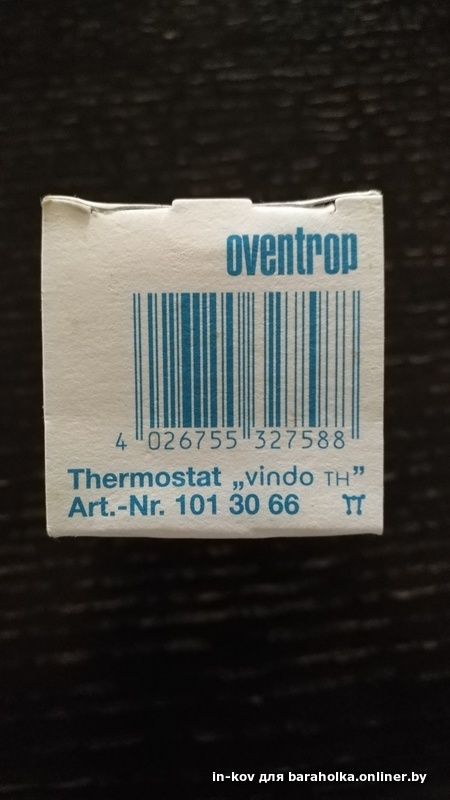 oventrop
4 026755 327588
Thermostat „vindo TH”
Art.-Nr. 101 30 66
in-kov для baraholka.onliner.by